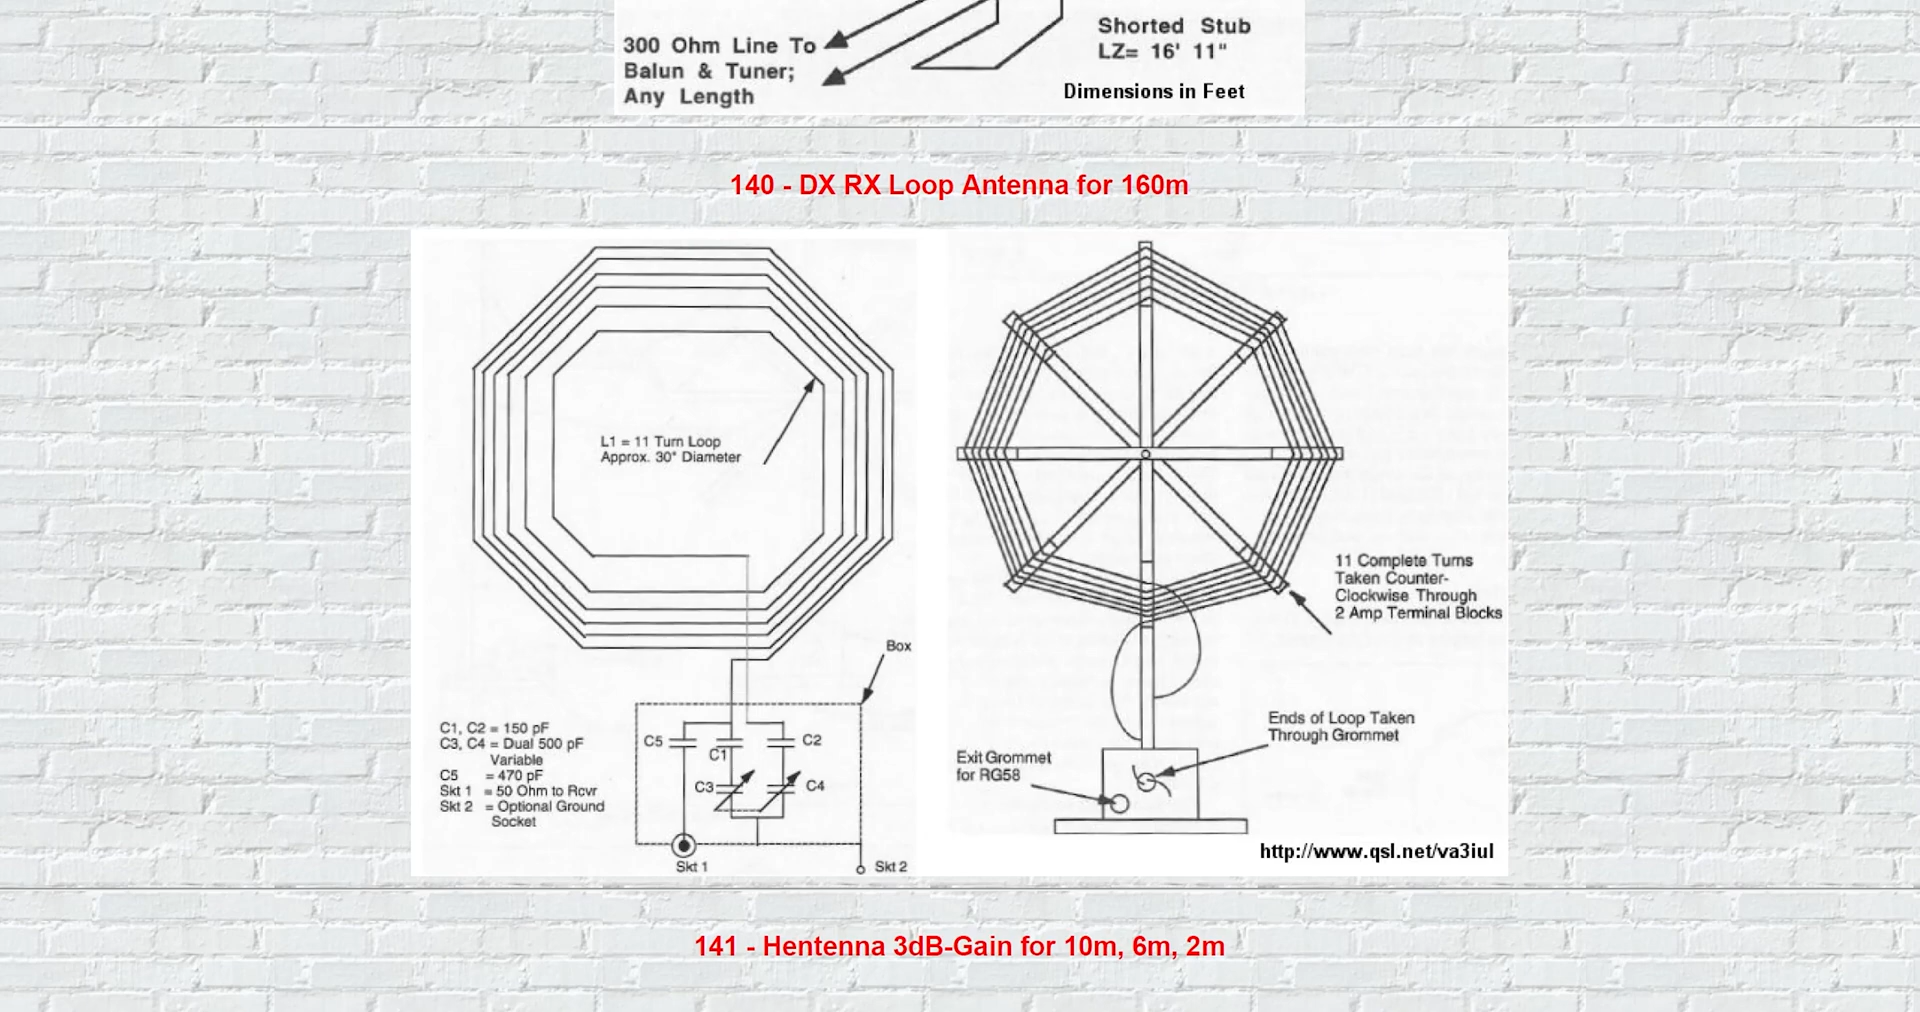 300 Ohm Line To
Balun & Tuner;
Any Length
Shorted Stub
LZ= 16' 11"
Dimensions in Feet
140 - DX RX Loop Antenna for 160m
L1 = 11 Turn Loop
Approx. 30" Diameter
Box
C1, C2 = 150 pF
C3, C4 = Dual 500 pF
Variable
C5 = 470 pF
Skt 1 = 50 Ohm to Rcvr
Skt 2 = Optional Ground
Socket
C5
C1
C2
C3
C4
Skt 1
Skt 2
11 Complete Turns
Taken Counter-
Clockwise Through
2 Amp Terminal Blocks
Ends of Loop Taken
Through Grommet
Exit Grommet
for RG58
http://www.qsl.net/va3iul
141 - Hentenna 3dB-Gain for 10m, 6m, 2m